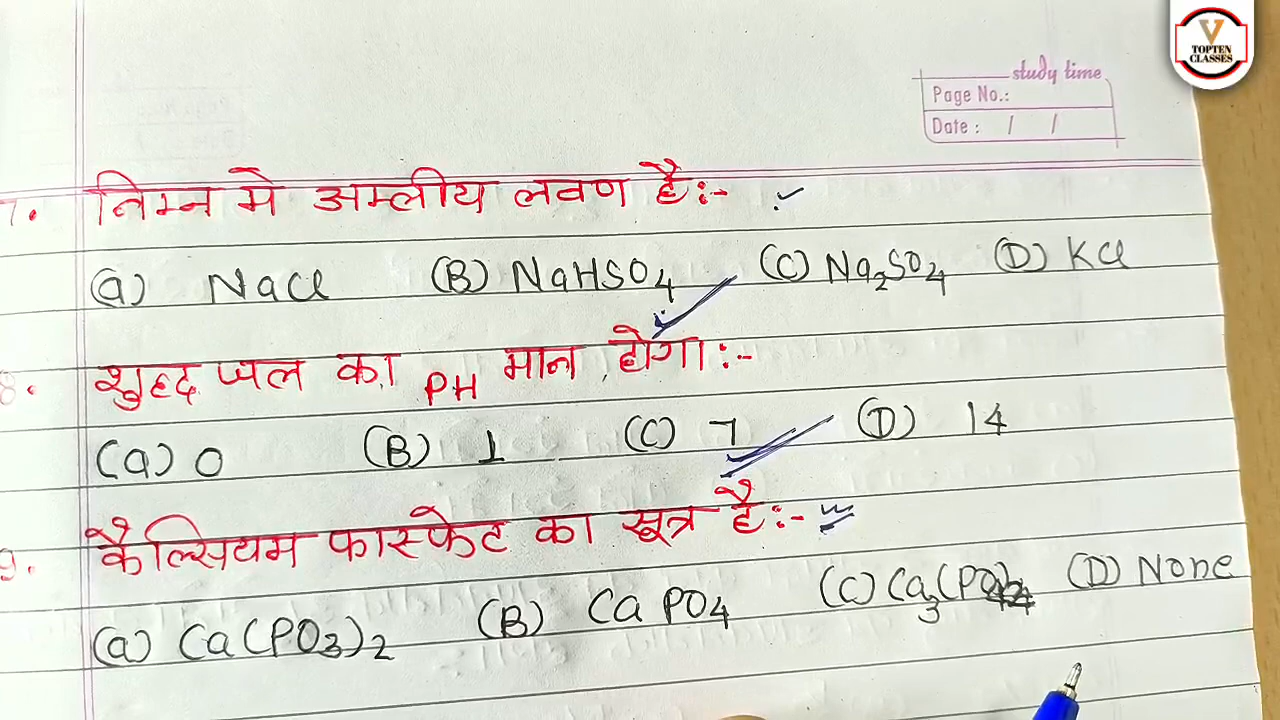 V
TOPTEN
CLASSES
study time
Page No.:
Date : / /
7. निम्न मे अम्लीय लवण है:-
(a) NaCl (B) NaHSO4 (C) Na2SO4 (D) KCl
8. शुद्ध जल का PH मान होगा:-
(a) 0 (B) 1 (C) 7 (D) 14
9. कैल्सियम फास्फेट का सूत्र है:-
(a) Ca(PO3)2 (B) CaPO4 (C) Ca3(PO4)2 (D) None